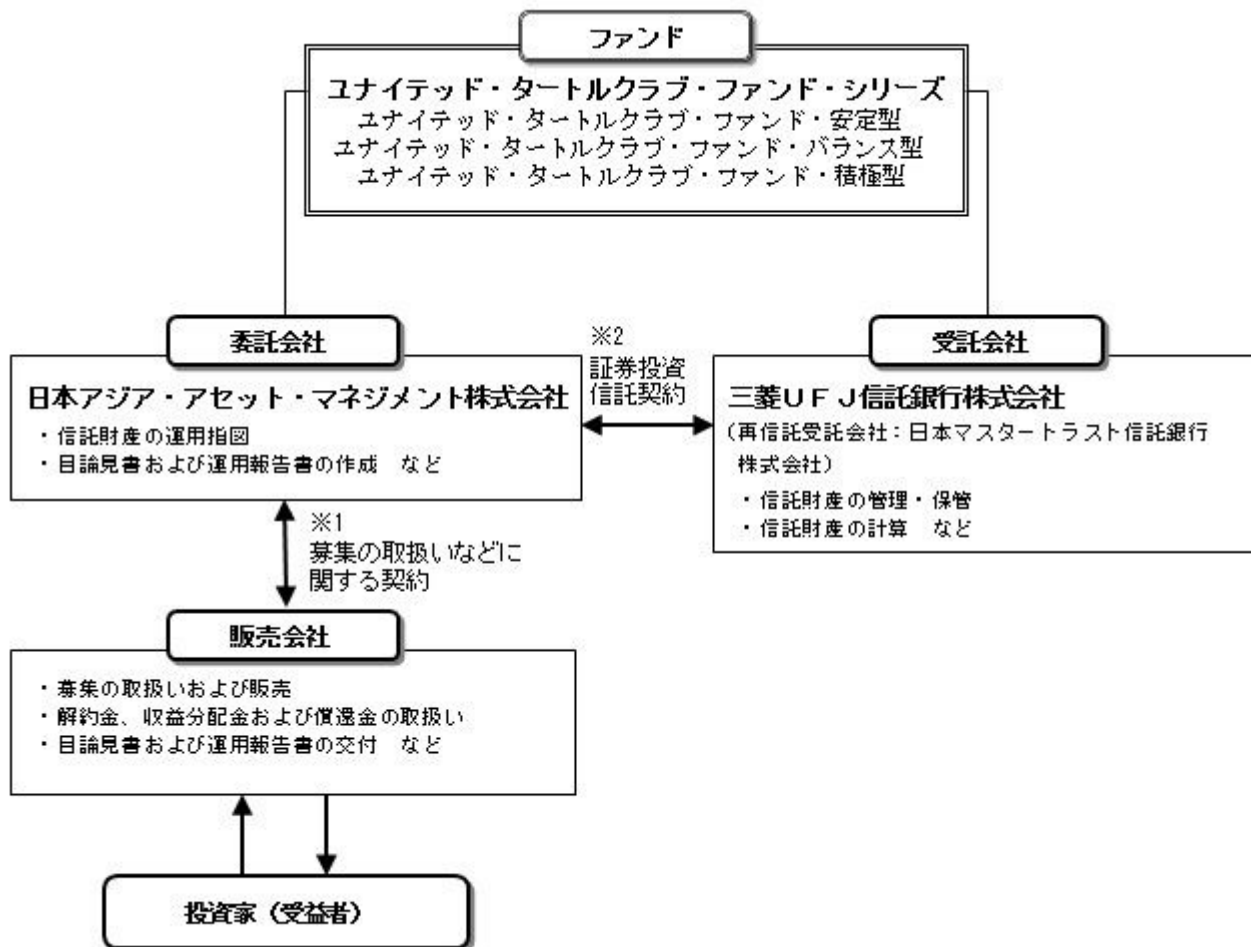 ファンド
ユナイテッド・タートルクラブ・ファンド・シリーズ
ユナイテッド・タートルクラブ・ファンド・安定型
ユナイテッド・タートルクラブ・ファンド・バランス型
ユナイテッド・タートルクラブ・ファンド・積極型
委託会社
日本アジア・アセット・マネジメント株式会社
・信託財産の運用指図
・目論見書および運用報告書の作成　など
※2
証券投資
信託契約
受託会社
三菱ＵＦＪ信託銀行株式会社
（再信託受託会社：日本マスタートラスト信託銀行
株式会社）
・信託財産の管理・保管
・信託財産の計算　など
※1
募集の取扱いなどに
関する契約
販売会社
・募集の取扱いおよび販売
・解約金、収益分配金および償還金の取扱い
・目論見書および運用報告書の交付　など
投資家（受益者）